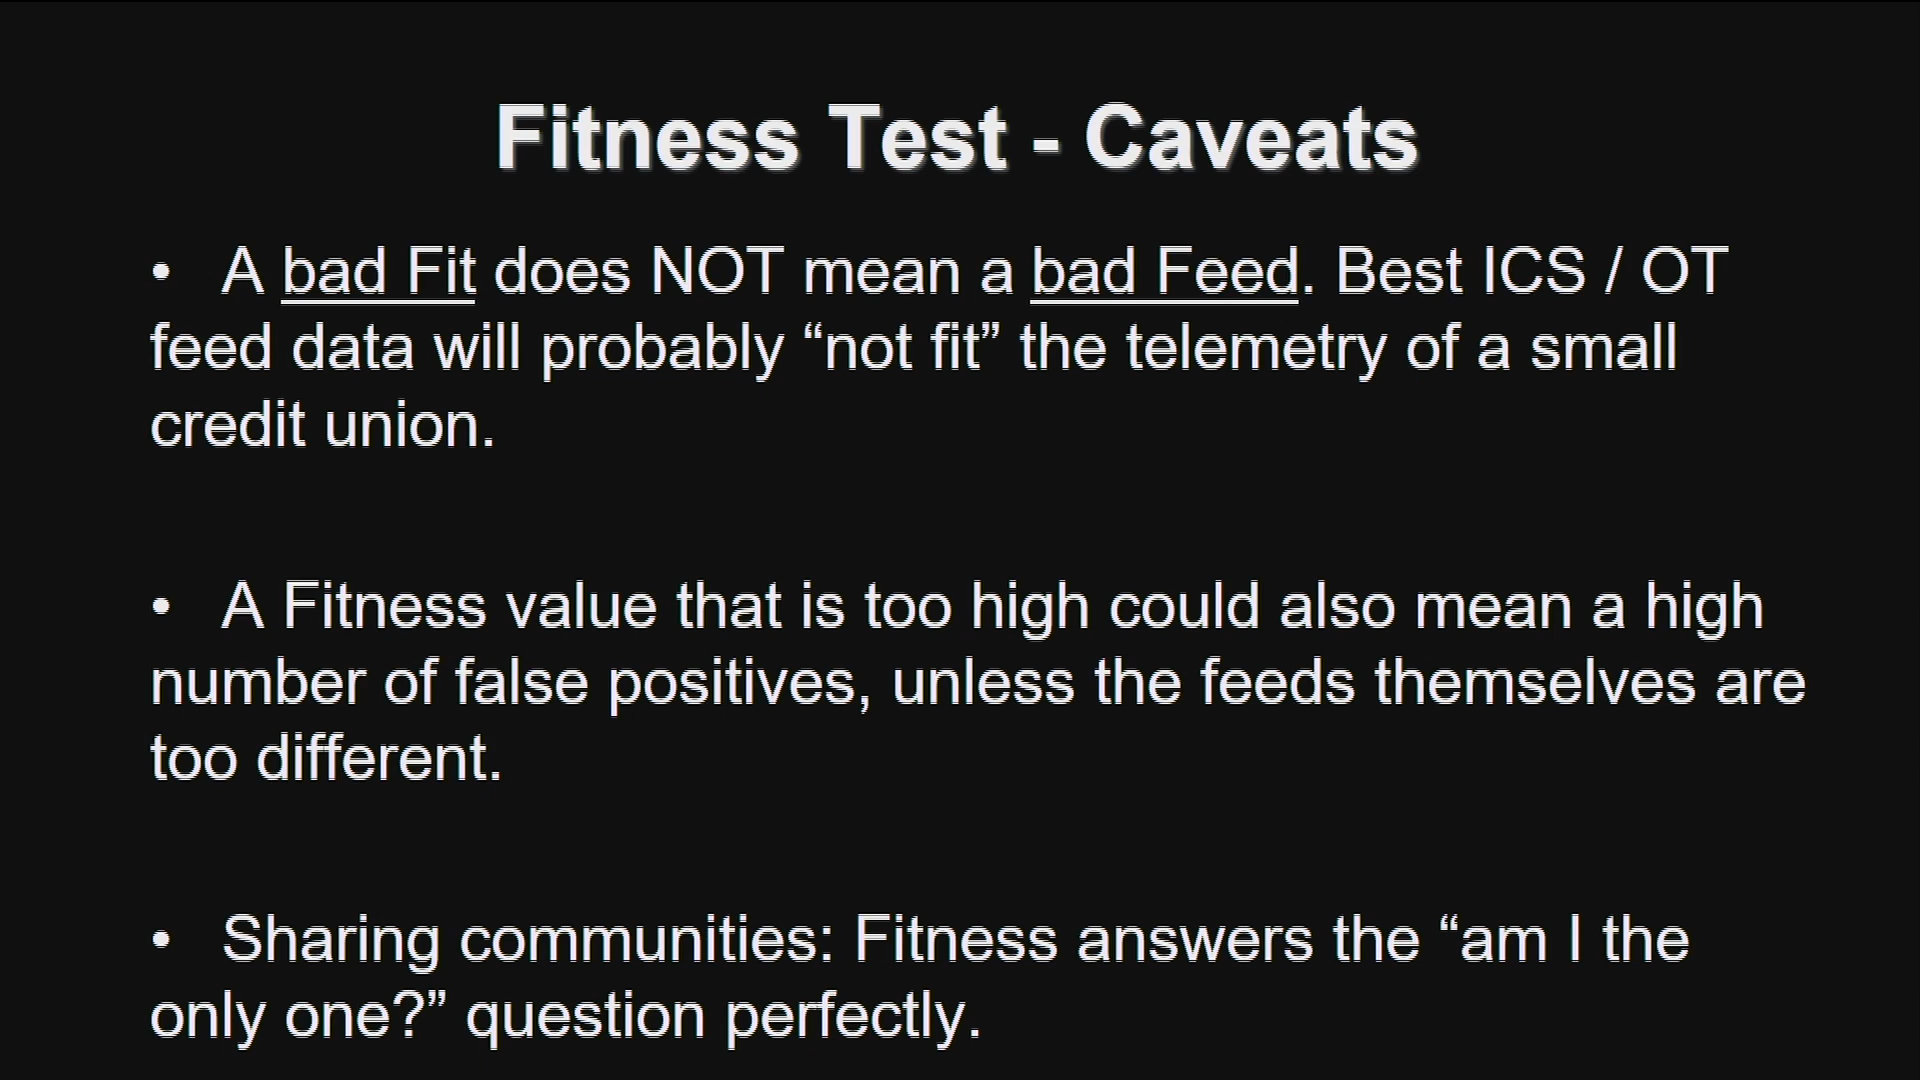 Fitness Test - Caveats
• A bad Fit does NOT mean a bad Feed. Best ICS / OT
feed data will probably “not fit” the telemetry of a small
credit union.
• A Fitness value that is too high could also mean a high
number of false positives, unless the feeds themselves are
too different.
• Sharing communities: Fitness answers the “am I the
only one?” question perfectly.